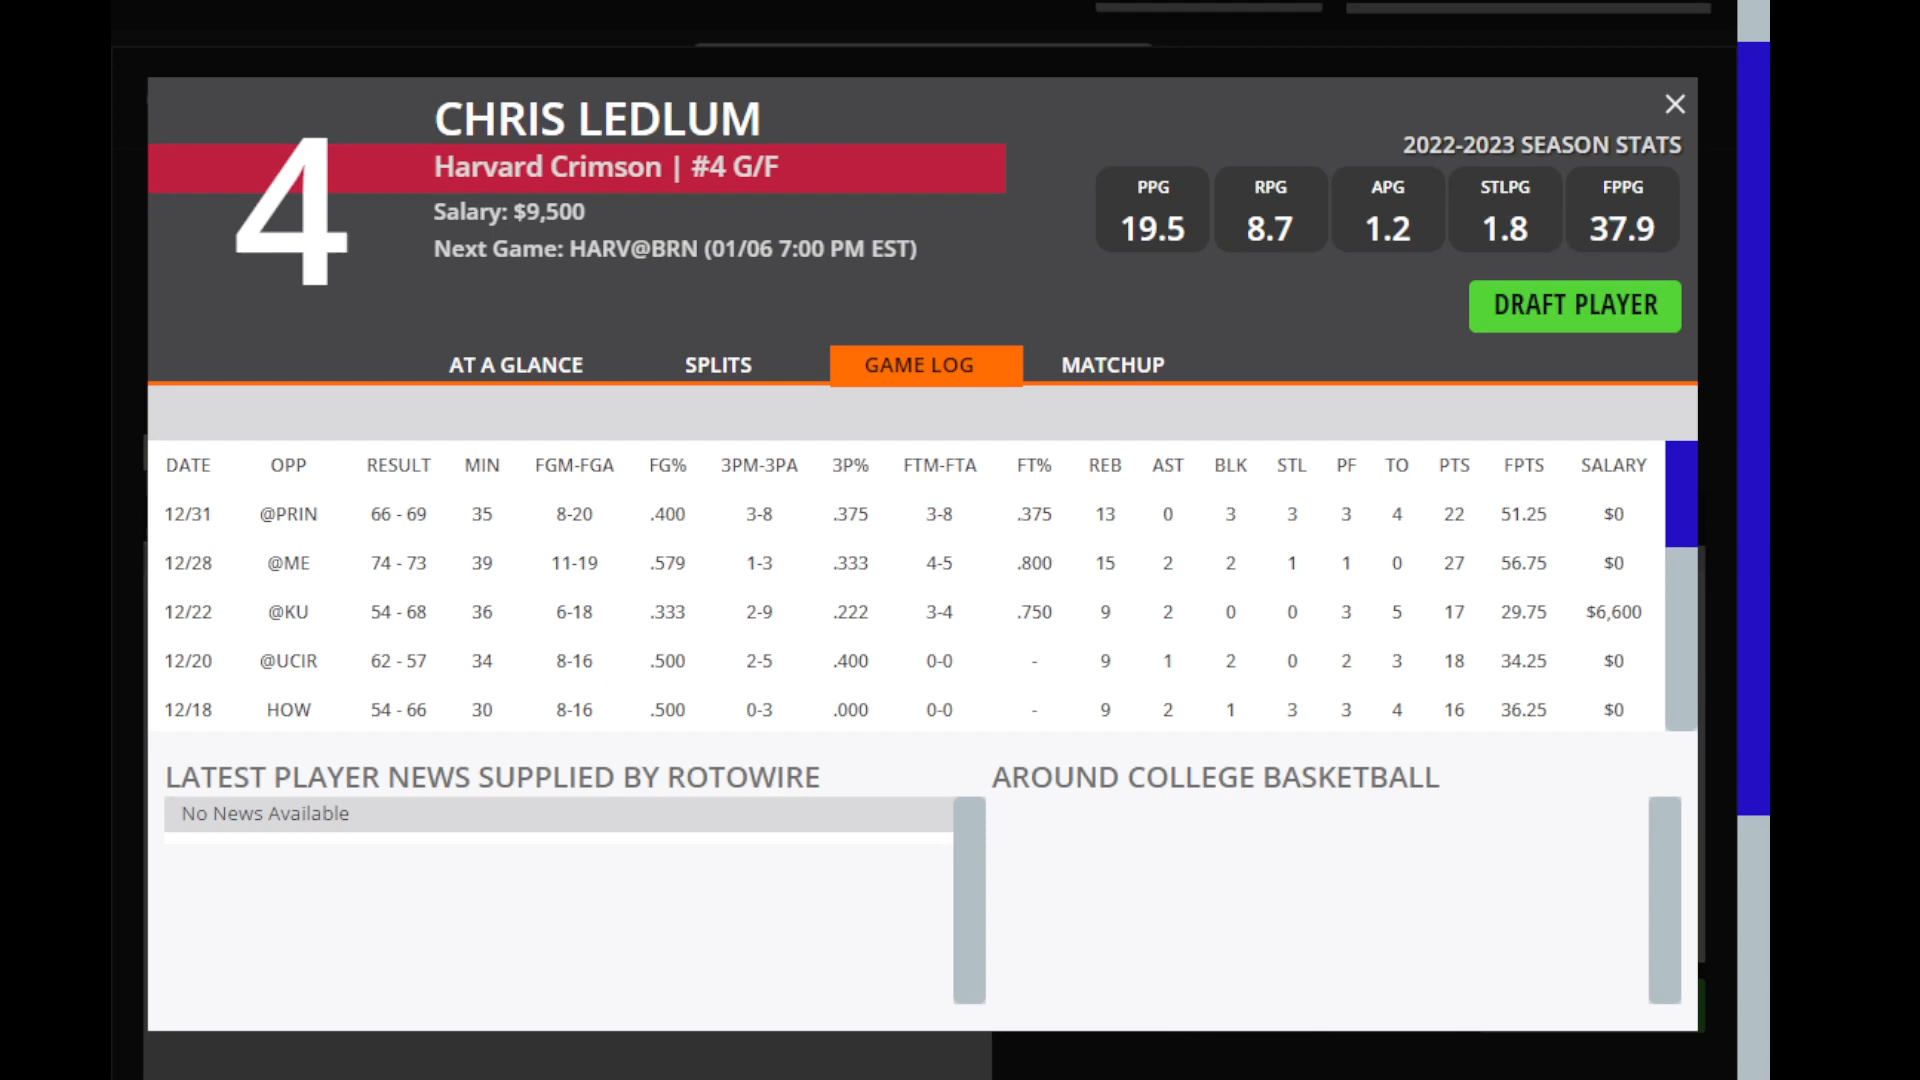 4
CHRIS LEDLUM
Harvard Crimson | #4 G/F
Salary: $9,500
Next Game: HARV@BRN (01/06 7:00 PM EST)
2022-2023 SEASON STATS
PPG RPG APG STLPG FPPG
19.5 8.7 1.2 1.8 37.9
DRAFT PLAYER
AT A GLANCE SPLITS GAME LOG MATCHUP
DATE OPP RESULT MIN FGM-FGA FG% 3PM-3PA 3P% FTM-FTA FT% REB AST BLK STL PF TO PTS FPTS SALARY
12/31 @PRIN 66 - 69 35 8-20 .400 3-8 .375 3-8 .375 13 0 3 3 3 4 22 51.25 $0
12/28 @ME 74 - 73 39 11-19 .579 1-3 .333 4-5 .800 15 2 2 1 1 0 27 56.75 $0
12/22 @KU 54 - 68 36 6-18 .333 2-9 .222 3-4 .750 9 2 0 0 3 5 17 29.75 $6,600
12/20 @UCIR 62 - 57 34 8-16 .500 2-5 .400 0-0 - 9 1 2 0 2 3 18 34.25 $0
12/18 HOW 54 - 66 30 8-16 .500 0-3 .000 0-0 - 9 2 1 3 3 4 16 36.25 $0
LATEST PLAYER NEWS SUPPLIED BY ROTOWIRE
No News Available
AROUND COLLEGE BASKETBALL